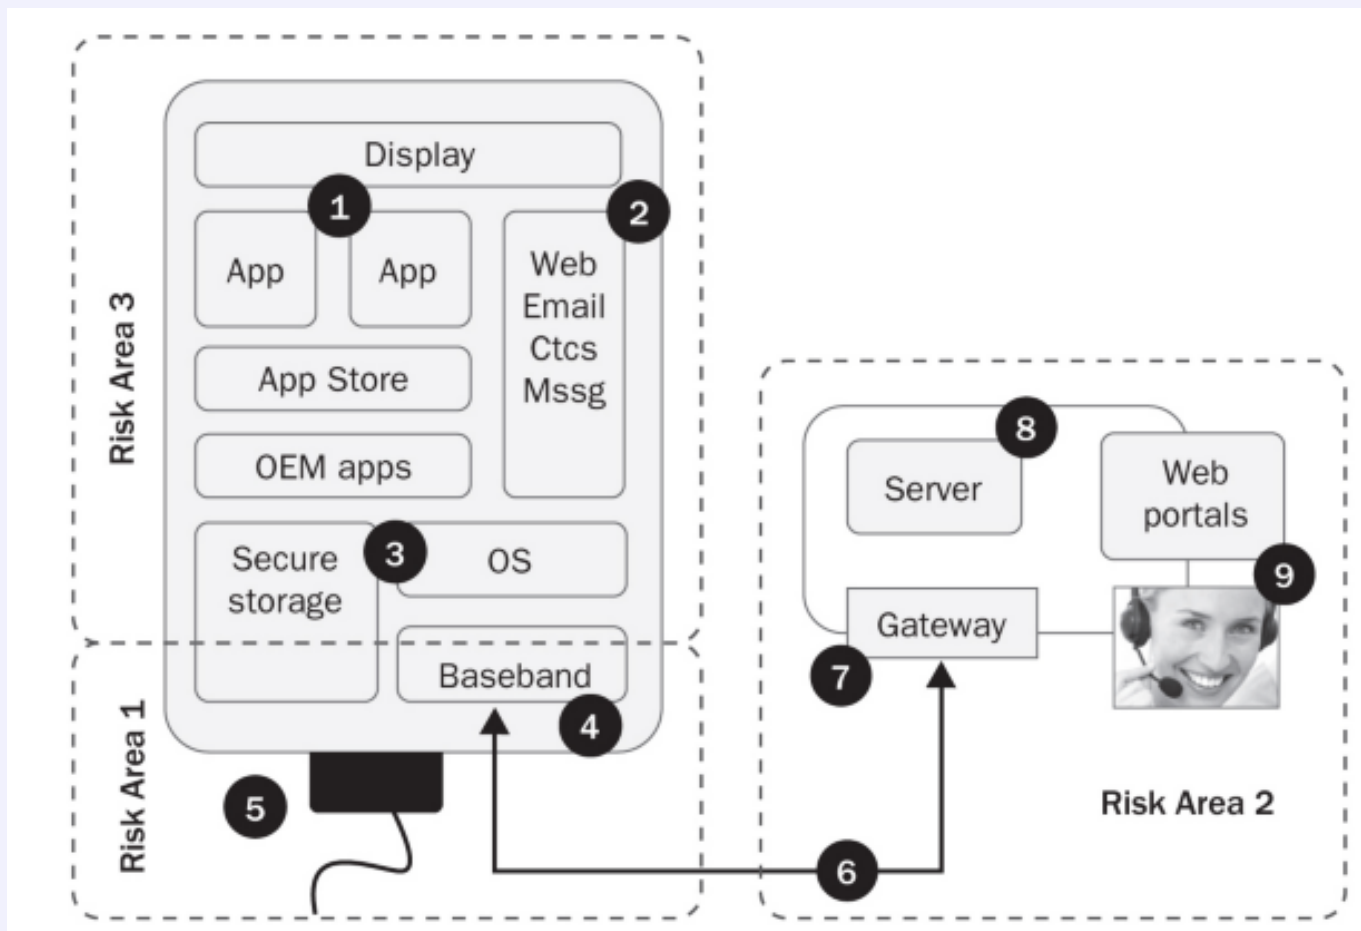 Risk Area 3
Display
1
2
App
App
Web
Email
Ctcs
Mssg
App Store
OEM apps
Secure
storage
3
OS
Risk Area 1
Baseband
4
5
6
8
Server
Web
portals
9
Gateway
7
Risk Area 2